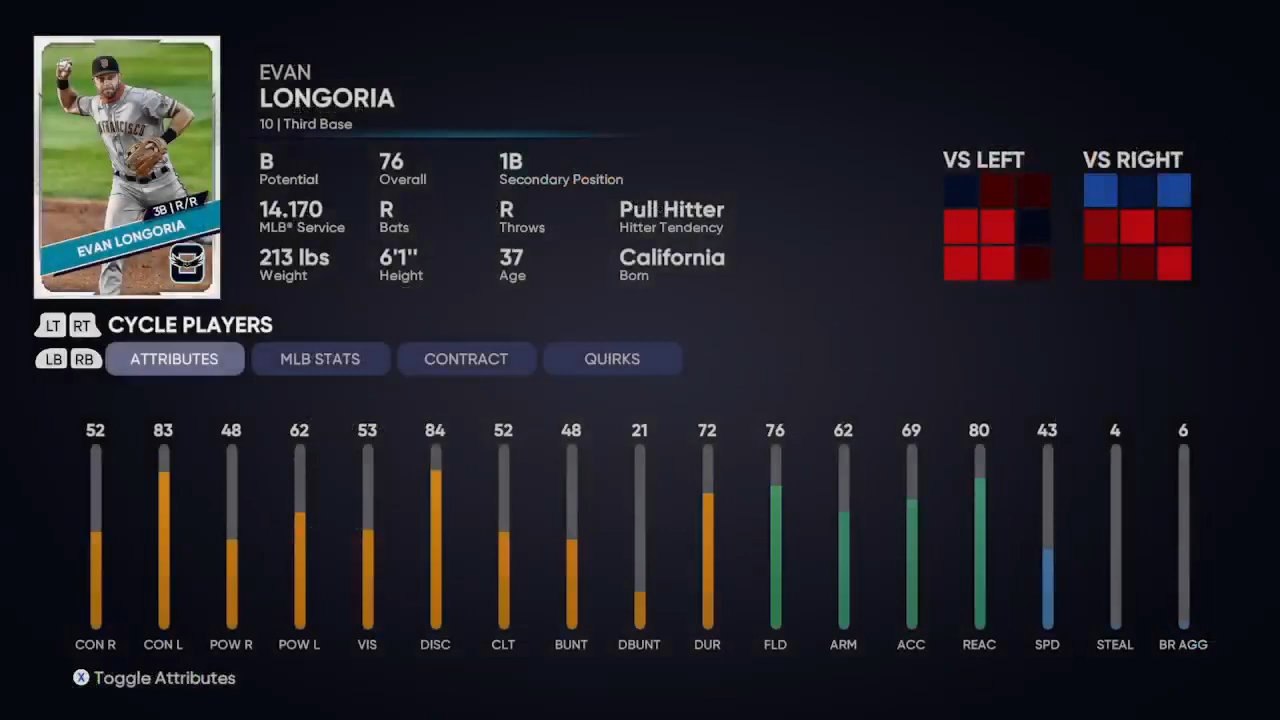 EVAN
LONGORIA
10 | Third Base
B
Potential
76
Overall
1B
Secondary Position
14.170
MLB® Service
R
Bats
R
Throws
Pull Hitter
Hitter Tendency
213 lbs
Weight
6'1"
Height
37
Age
California
Born
VS LEFT
VS RIGHT
3B | R/R
EVAN LONGORIA
LT RT CYCLE PLAYERS
LB RB ATTRIBUTES MLB STATS CONTRACT QUIRKS
52 83 48 62 53 84 52 48 21 72 76 62 69 80 43 4 6
CON R CON L POW R POW L VIS DISC CLT BUNT DBUNT DUR FLD ARM ACC REAC SPD STEAL BR AGG
X Toggle Attributes